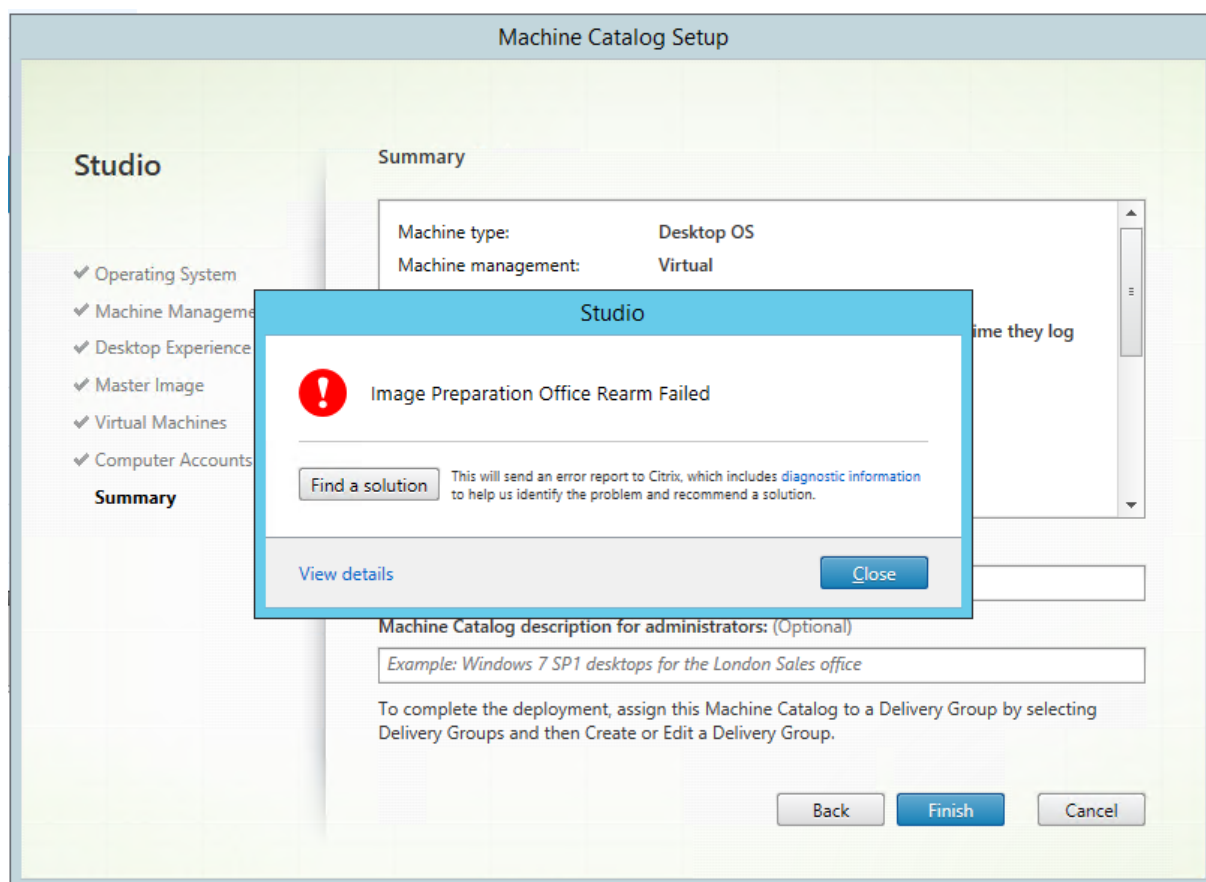 Machine Catalog Setup
Studio
Operating System
Machine Manageme
Desktop Experience
Master Image
Virtual Machines
Computer Accounts
Summary
Summary
Machine type: Desktop OS
Machine management: Virtual
ime they log
Studio
Image Preparation Office Rearm Failed
Find a solution
This will send an error report to Citrix, which includes diagnostic information
to help us identify the problem and recommend a solution.
View details
Close
Machine Catalog description for administrators: (Optional)
Example: Windows 7 SP1 desktops for the London Sales office
To complete the deployment, assign this Machine Catalog to a Delivery Group by selecting
Delivery Groups and then Create or Edit a Delivery Group.
Back
Finish
Cancel